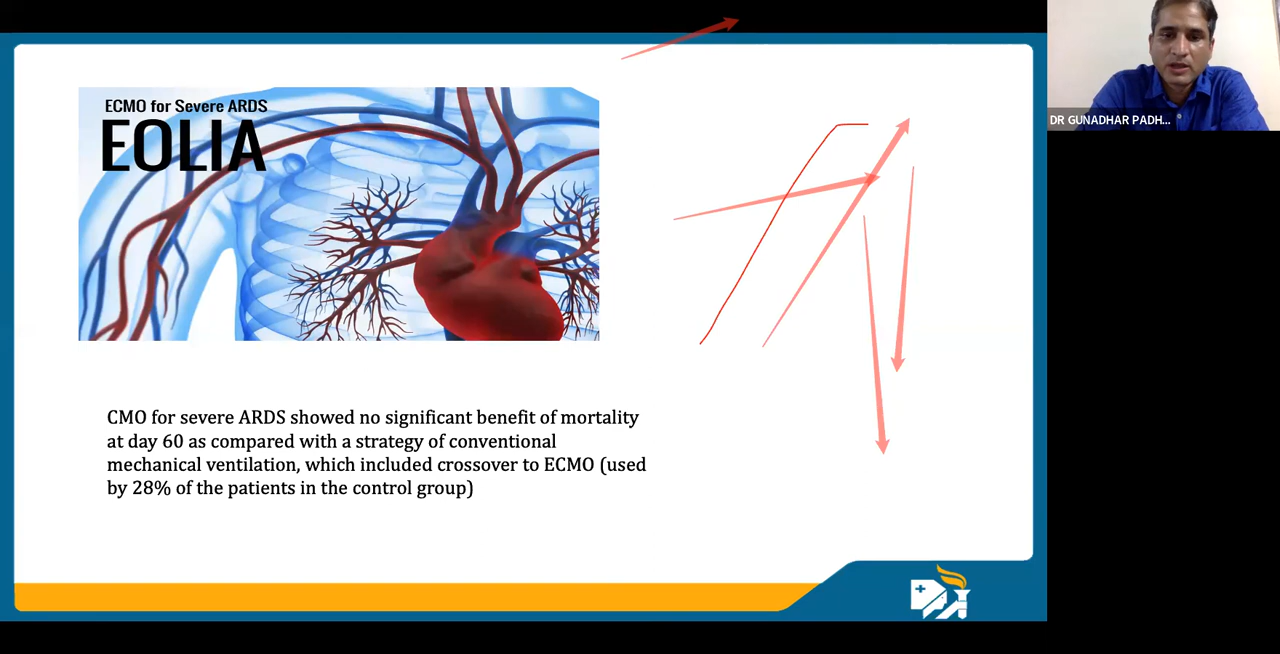 ECMO for Severe ARDS
EOLIA
DR GUNADHAR PADH...
CMO for severe ARDS showed no significant benefit of mortality
at day 60 as compared with a strategy of conventional
mechanical ventilation, which included crossover to ECMO (used
by 28% of the patients in the control group)